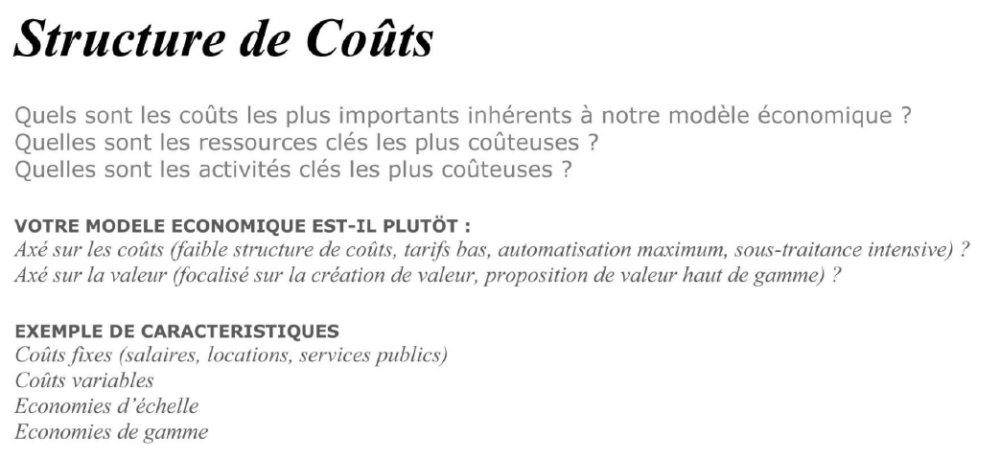 Structure de Coûts
Quels sont les coûts les plus importants inhérents à notre modèle économique ?
Quelles sont les ressources clés les plus coûteuses ?
Quelles sont les activités clés les plus coûteuses ?
VOTRE MODELE ECONOMIQUE EST-IL PLUTÖT :
Axé sur les coûts (faible structure de coûts, tarifs bas, automatisation maximum, sous-traitance intensive) ?
Axé sur la valeur (focalisé sur la création de valeur, proposition de valeur haut de gamme) ?
EXEMPLE DE CARACTERISTIQUES
Coûts fixes (salaires, locations, services publics)
Coûts variables
Economies d’échelle
Economies de gamme